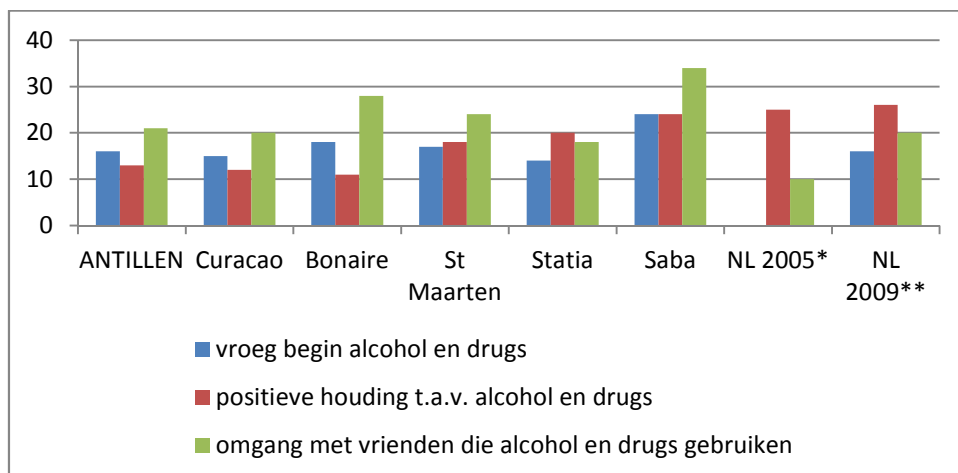 40
30
20
10
0
ANTILLEN Curacao Bonaire St Maarten Statia Saba NL 2005* NL 2009**
vroeg begin alcohol en drugs
positieve houding t.a.v. alcohol en drugs
omgang met vrienden die alcohol en drugs gebruiken